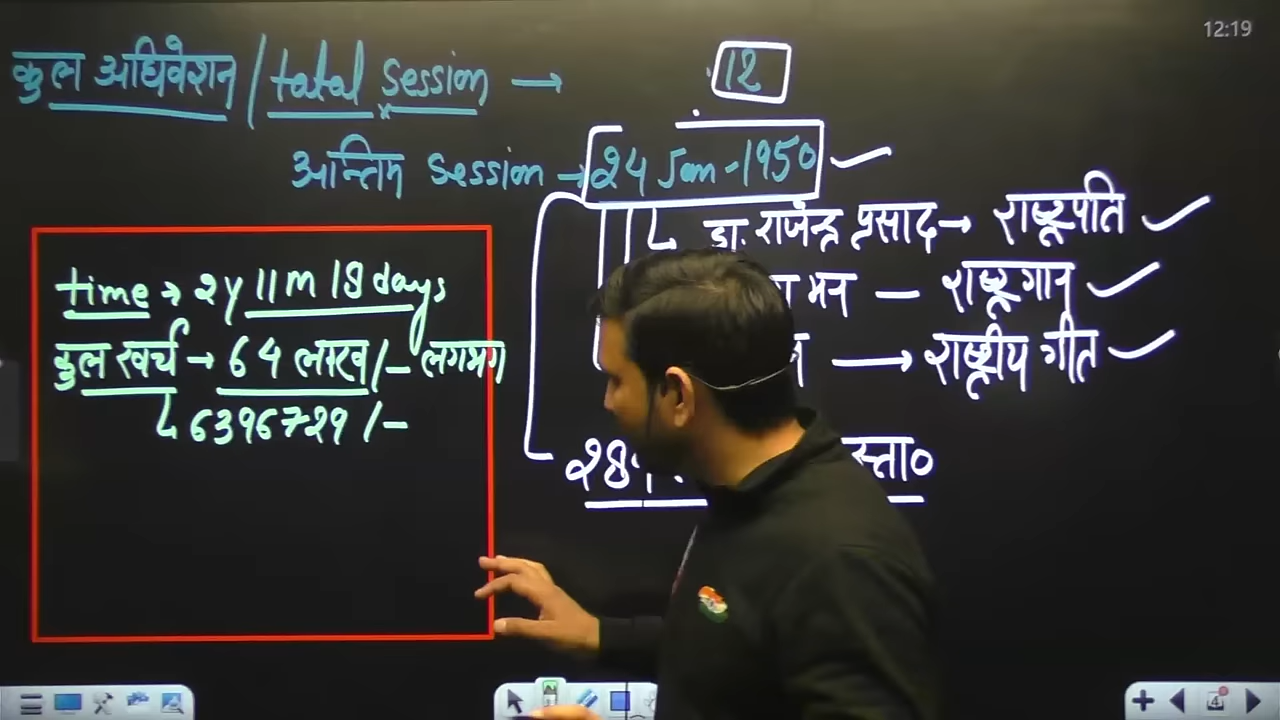 12:19
कुल अधिवेशन / total session → 12
अन्तिम session → 24 Jan-1950
डा. राजेन्द्र प्रसाद → राष्ट्रपति
मन — राष्ट्रगान
→ राष्ट्रीय गीत
time → 2y 11m 18 days
कुल खर्च → 64 लाख/- लगभग
6396729/-
284